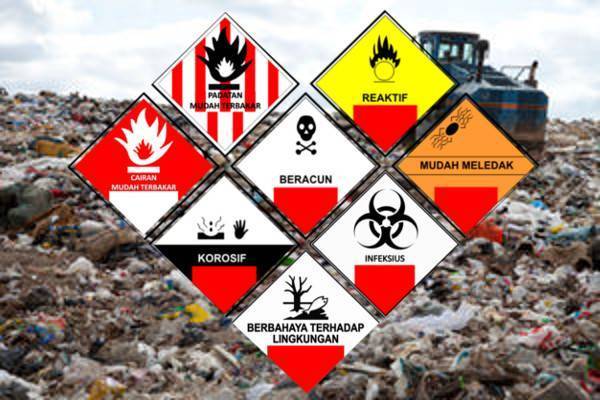 PADATAN
MUDAH TERBAKAR
REAKTIF
CAIRAN
MUDAH TERBAKAR
BERACUN
MUDAH MELEDAK
KOROSIF
INFEKSIUS
BERBAHAYA TERHADAP
LINGKUNGAN